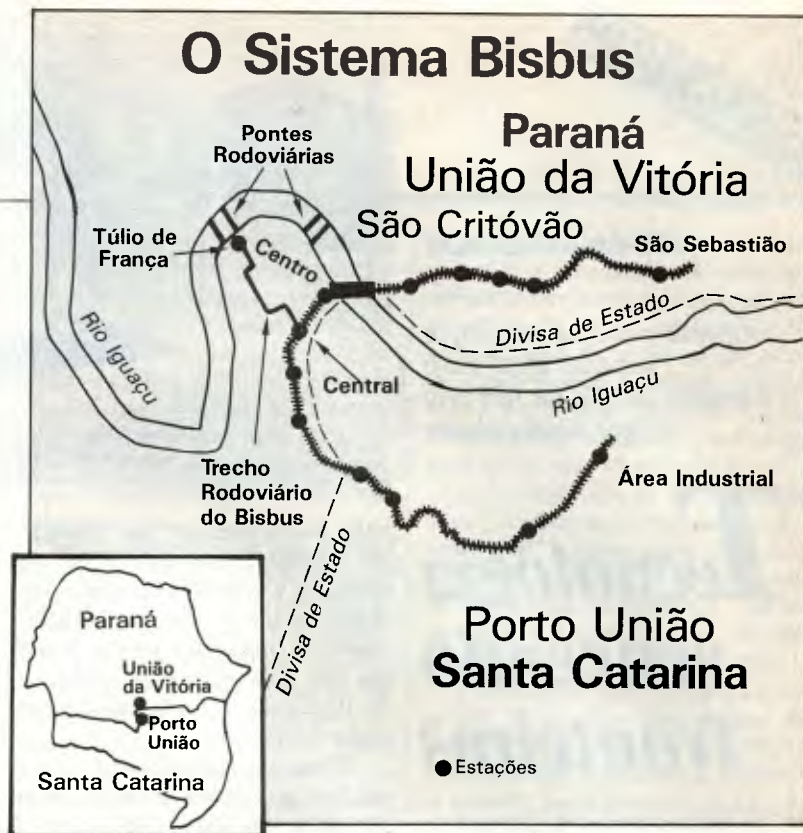 O Sistema Bisbus
Paraná
União da Vitória
São Critóvão
São Sebastião
Pontes
Rodoviárias
Túlio de
França
Centro
Divisa de Estado
Rio Iguaçu
Rio Iguaçu
Central
Trecho
Rodoviário
do Bisbus
Área Industrial
Divisa de Estado
Porto União
Santa Catarina
Estações
Paraná
União
da Vitória
Porto
União
Santa Catarina